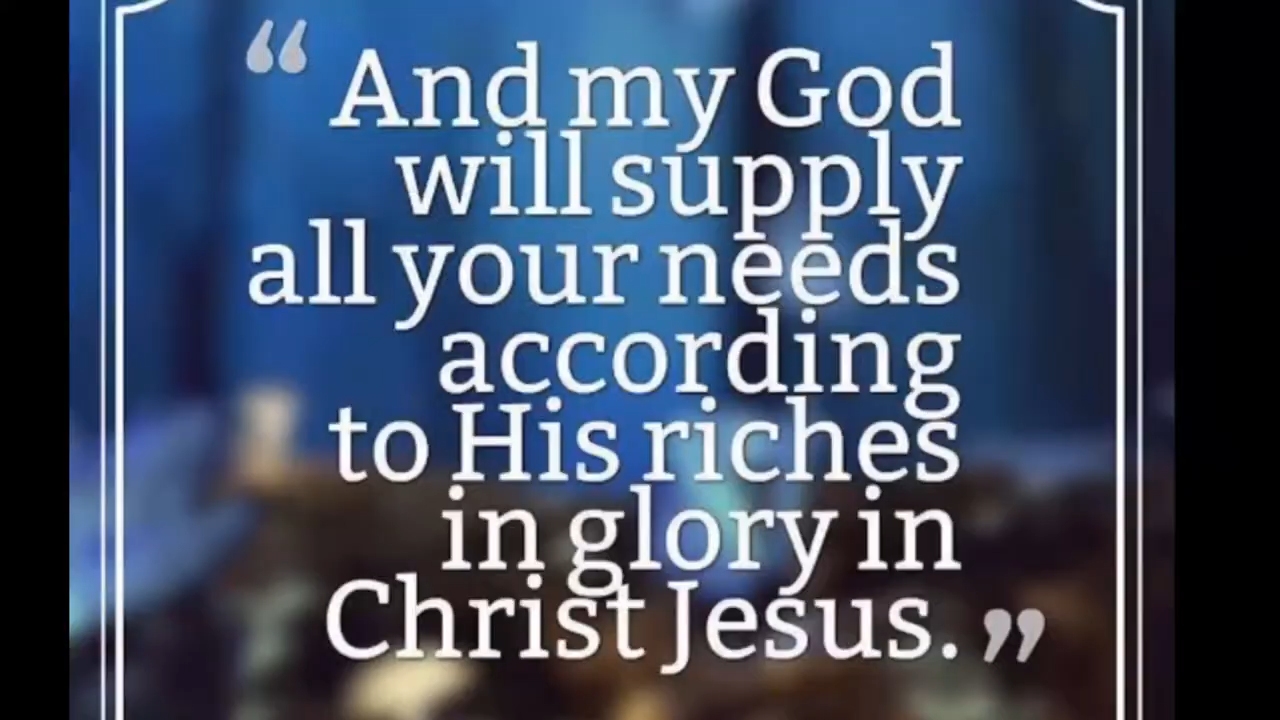 “ And my God
will supply
all your needs
according
to His riches
in glory in
Christ Jesus. ”